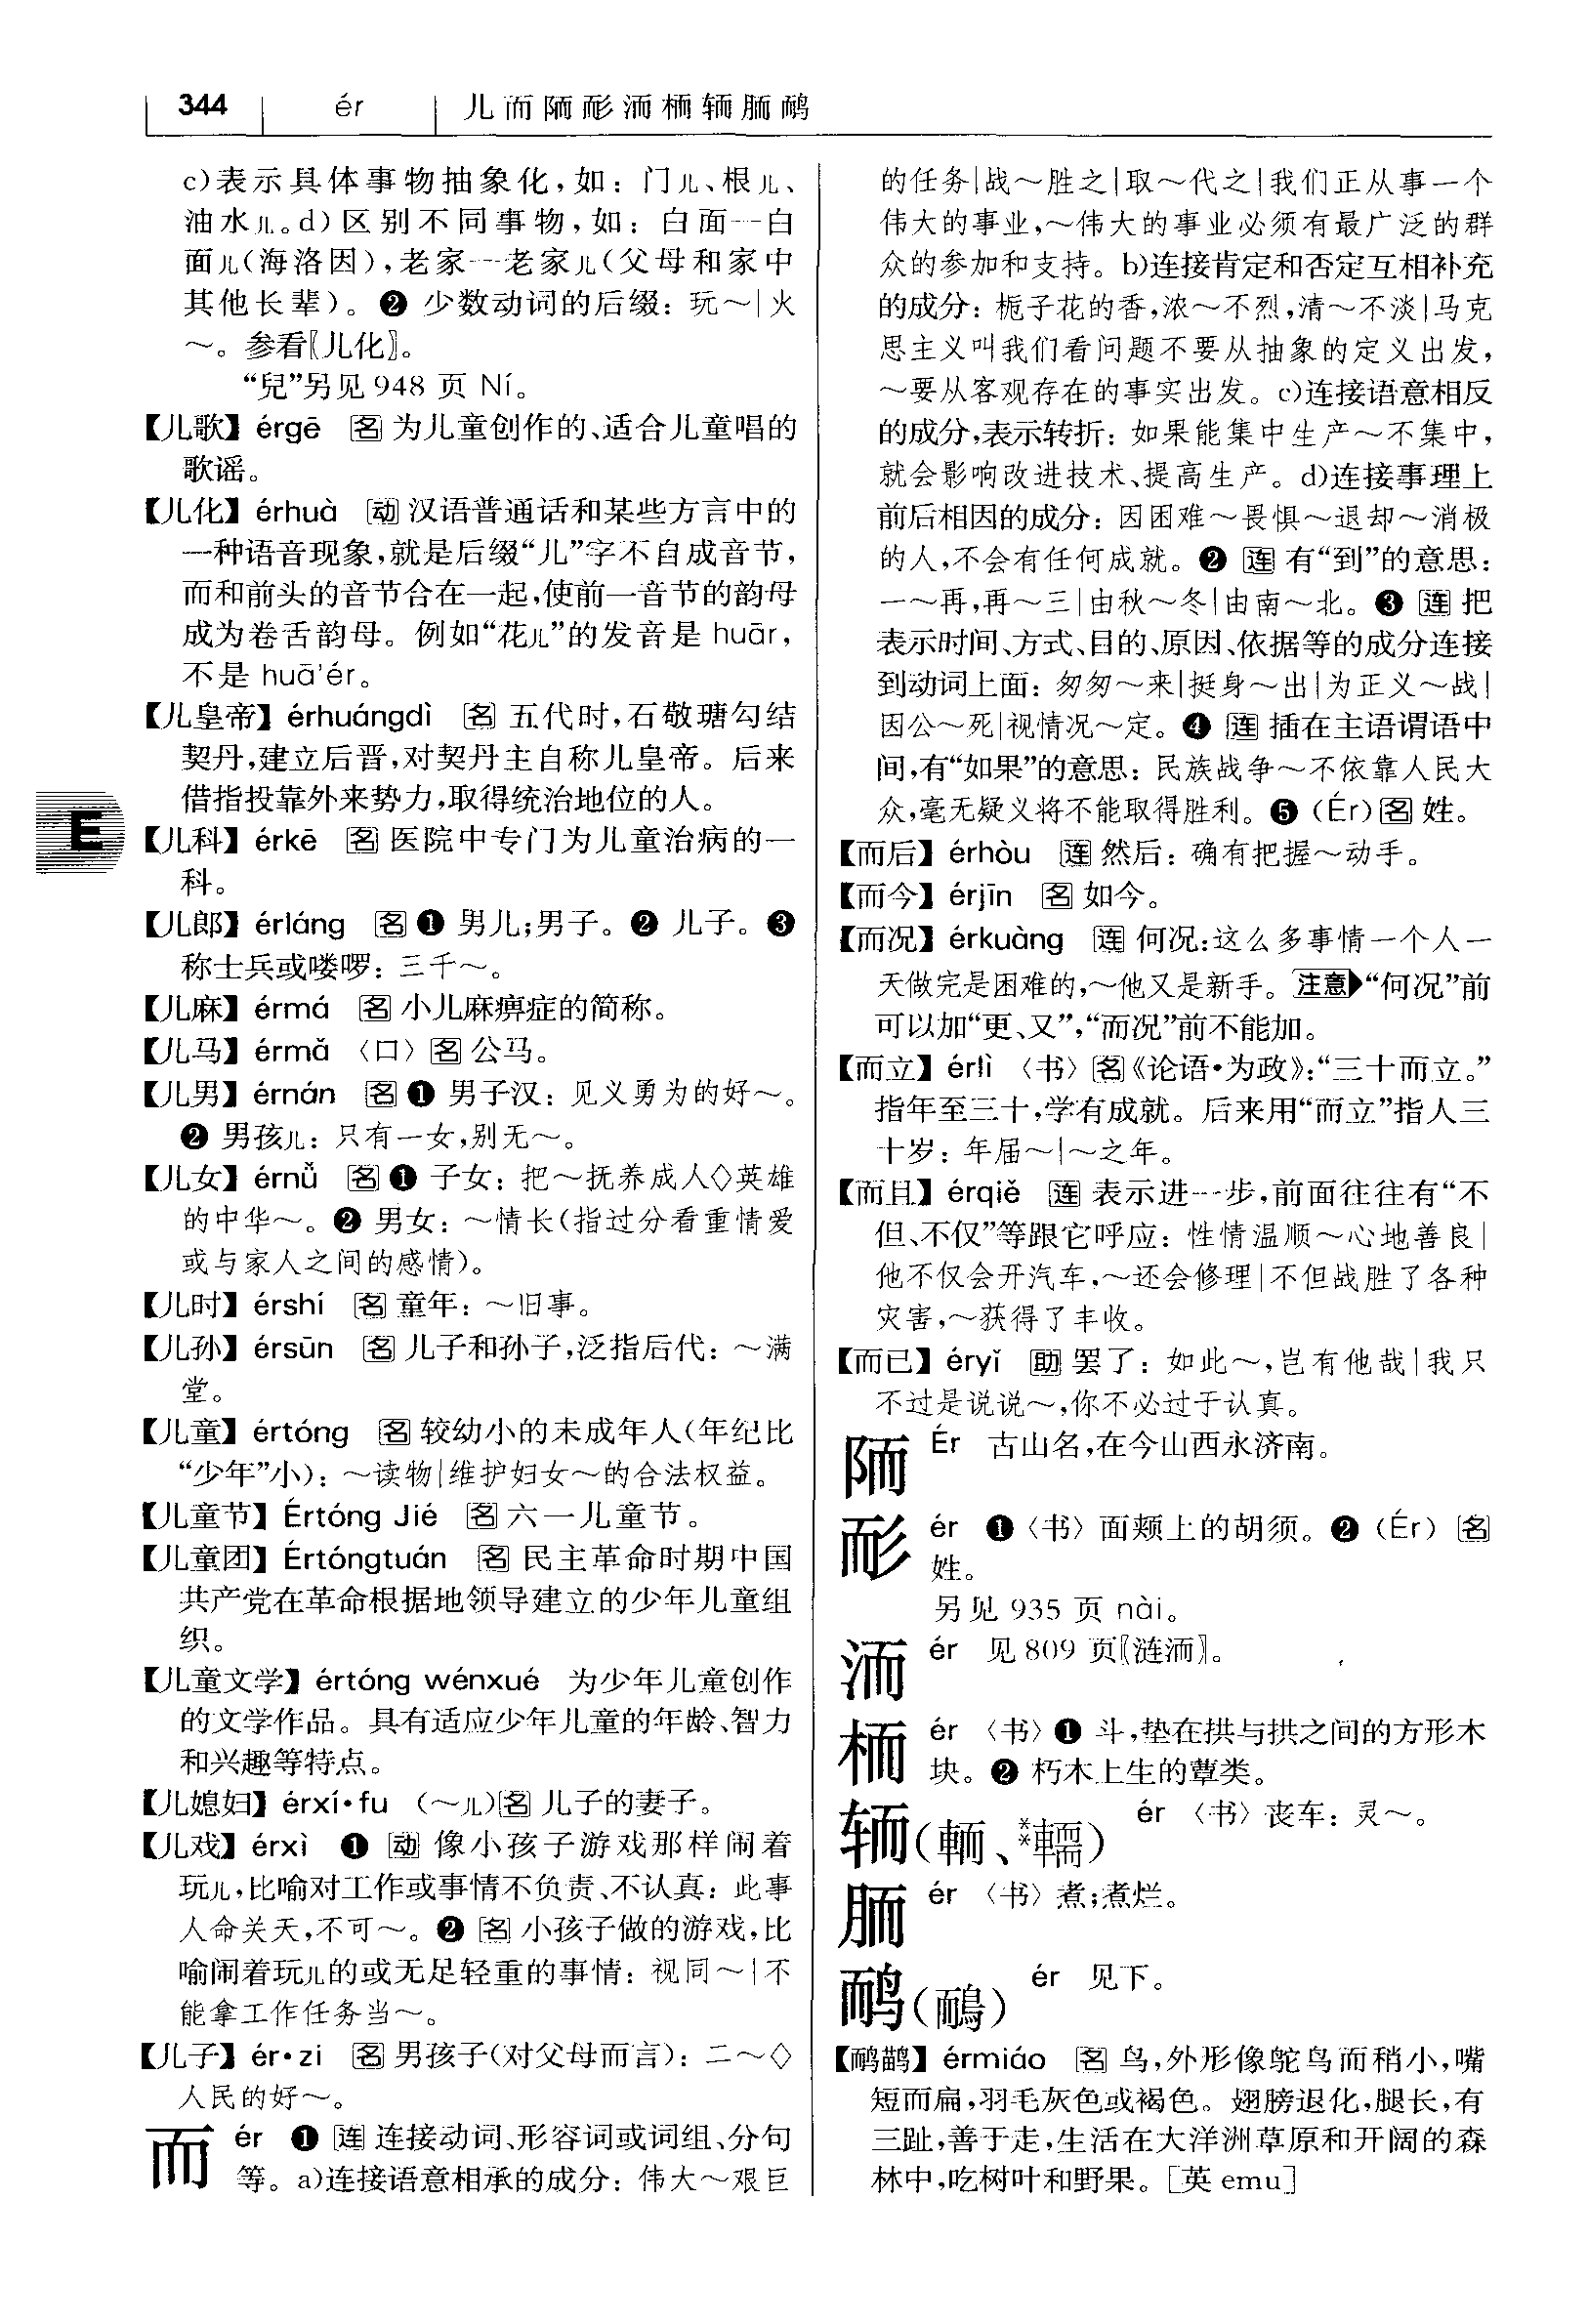 344 ér 儿而陑耏洏栭轜胹鸸
c)表示具体事物抽象化,如:门儿、根儿、
油水儿。d)区别不同事物,如:白面—白
面儿(海洛因),老家—老家儿(父母和家中
其他长辈)。❷ 少数动词的后缀:玩~|火
~。参看〖儿化〗。
“兒”另见948 页 Ní。
【儿歌】érgē 名 为儿童创作的、适合儿童唱的
歌谣。
【儿化】érhuà 动 汉语普通话和某些方言中的
一种语音现象,就是后缀“儿”字不自成音节,
而和前头的音节合在一起,使前一音节的韵母
成为卷舌韵母。例如“花儿”的发音是 huār,
不是 huā'ér。
【儿皇帝】érhuángdì 名 五代时,石敬瑭勾结
契丹,建立后晋,对契丹主自称儿皇帝。后来
借指投靠外来势力,取得统治地位的人。
E
【儿科】érkē 名 医院中专门为儿童治病的一
科。
【儿郎】érláng 名 ❶ 男儿;男子。❷ 儿子。❸
称士兵或喽啰:三千~。
【儿麻】érmá 名 小儿麻痹症的简称。
【儿马】érmǎ 〈口〉名 公马。
【儿男】érnán 名 ❶ 男子汉:见义勇为的好~。
❷ 男孩儿:只有一女,别无~。
【儿女】érnǚ 名 ❶ 子女:把~抚养成人◇英雄
的中华~。❷ 男女:~情长(指过分看重情爱
或与家人之间的感情)。
【儿时】érshí 名 童年:~旧事。
【儿孙】érsūn 名 儿子和孙子,泛指后代:~满
堂。
【儿童】értóng 名 较幼小的未成年人(年纪比
“少年”小):~读物|维护妇女~的合法权益。
【儿童节】Értóng Jié 名 六一儿童节。
【儿童团】Értóngtuán 名 民主革命时期中国
共产党在革命根据地领导建立的少年儿童组
织。
【儿童文学】értóng wénxué 为少年儿童创作
的文学作品。具有适应少年儿童的年龄、智力
和兴趣等特点。
【儿媳妇】érxí·fu (~儿)名 儿子的妻子。
【儿戏】érxì ❶ 动 像小孩子游戏那样闹着
玩儿,比喻对工作或事情不负责、不认真:此事
人命关天,不可~。❷ 名 小孩子做的游戏,比
喻闹着玩儿的或无足轻重的事情:视同~|不
能拿工作任务当~。
【儿子】ér·zi 名 男孩子(对父母而言):二~◇
人民的好~。
而 ér ❶ 连 连接动词、形容词或词组、分句
等。a)连接语意相承的成分:伟大~艰巨
的任务|战~胜之|取~代之|我们正从事一个
伟大的事业,~伟大的事业必须有最广泛的群
众的参加和支持。b)连接肯定和否定互相补充
的成分:栀子花的香,浓~不烈,清~不淡|马克
思主义叫我们看问题不要从抽象的定义出发,
~要从客观存在的事实出发。c)连接语意相反
的成分,表示转折:如果能集中生产~不集中,
就会影响改进技术、提高生产。d)连接事理上
前后相因的成分:因困难~畏惧~退却~消极
的人,不会有任何成就。❷ 连 有“到”的意思:
一~再,再~三|由秋~冬|由南~北。❸ 连 把
表示时间、方式、目的、原因、依据等的成分连接
到动词上面:匆匆~来|挺身~出|为正义~战|
因公~死|视情况~定。❹ 连 插在主语谓语中
间,有“如果”的意思:民族战争~不依靠人民大
众,毫无疑义将不能取得胜利。❺ (Ér)名 姓。
【而后】érhòu 连 然后:确有把握~动手。
【而今】érjīn 名 如今。
【而况】érkuàng 连 何况:这么多事情一个人一
天做完是困难的,~他又是新手。注意▶“何况”前
可以加“更、又”,“而况”前不能加。
【而立】érlì 〈书〉名《论语·为政》:“三十而立。”
指年至三十,学有成就。后来用“而立”指人三
十岁:年届~|~之年。
【而且】érqiě 连 表示进一步,前面往往有“不
但、不仅”等跟它呼应:性情温顺~心地善良|
他不仅会开汽车,~还会修理|不但战胜了各种
灾害,~获得了丰收。
【而已】éryǐ 助 罢了:如此~,岂有他哉|我只
不过是说说~,你不必过于认真。
陑 Ér 古山名,在今山西永济南。
耏 ér ❶〈书〉面颊上的胡须。❷ (Ér) 名
姓。
另见 935 页 nài。
洏 ér 见 809 页〖涟洏〗。
栭 ér 〈书〉❶ 斗,垫在拱与拱之间的方形木
块。❷ 朽木上生的蕈类。
𫐌(輀、**轜) ér 〈书〉丧车:灵~。
胹 ér 〈书〉煮;煮烂。
鸸(鴯) ér 见下。
【鸸鹋】érmiáo 名 鸟,外形像鸵鸟而稍小,嘴
短而扁,羽毛灰色或褐色。翅膀退化,腿长,有
三趾,善于走,生活在大洋洲草原和开阔的森
林中,吃树叶和野果。[英 emu]